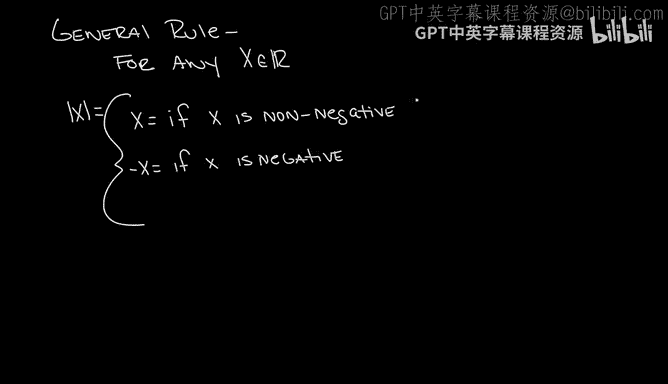 GPT中英字幕课程资源@bilibili.com
GPT中英字幕课程资源 bilibili
GENERAL RULE-
FOR ANY X∈ℝ
|X|= { X = if x is NON-Negative
-X = if x is Negative